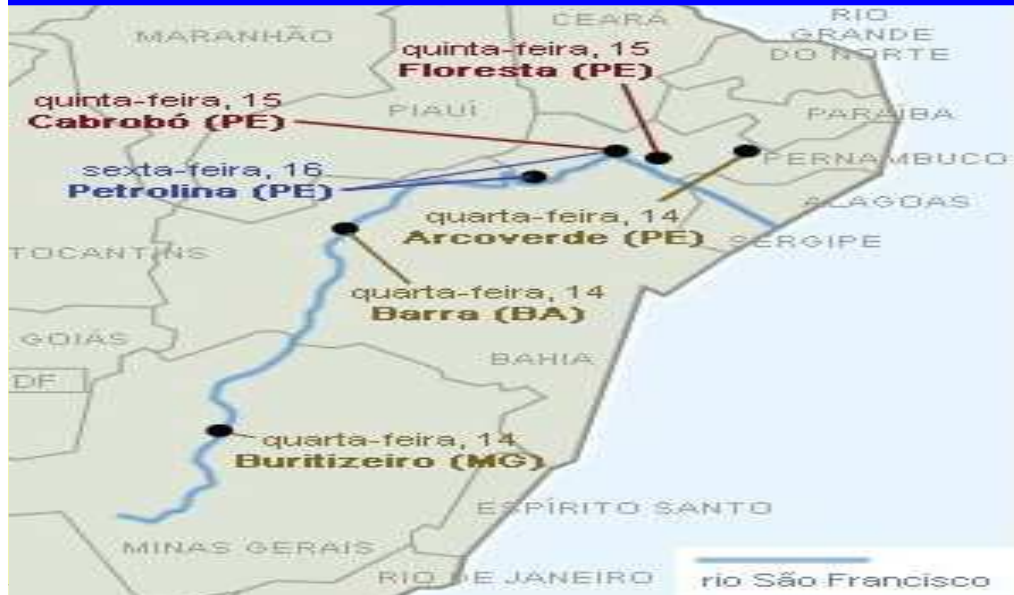 CEARÁ
RIO
GRANDE
DO NORTE
MARANHÃO
quinta-feira, 15
Floresta (PE)
quinta-feira, 15
Cabrobó (PE)
PIAUÍ
PARAÍBA
PERNAMBUCO
sexta-feira, 16
Petrolina (PE)
ALAGOAS
quarta-feira, 14
Arcoverde (PE)
SERGIPE
TOCANTINS
quarta-feira, 14
Barra (BA)
GOIÁS
BAHIA
DF
quarta-feira, 14
Buritizeiro (MG)
ESPÍRITO SANTO
MINAS GERAIS
RIO DE JANEIRO
rio São Francisco